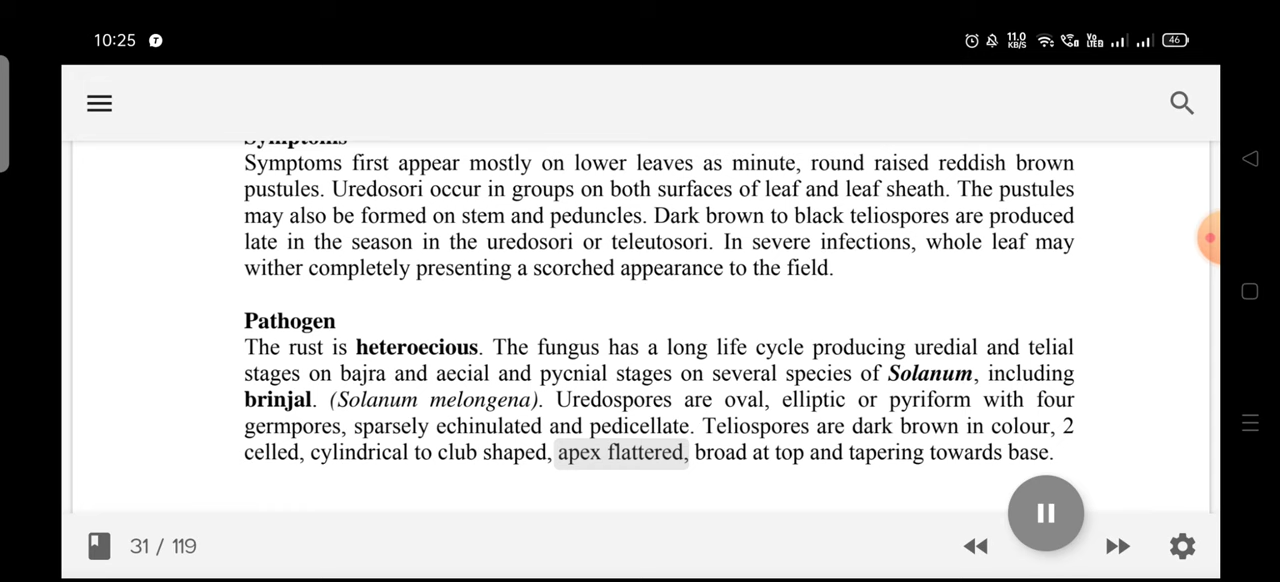 10:25
11.0
KB/S
Vo
LTE2
46
Symptoms
Symptoms first appear mostly on lower leaves as minute, round raised reddish brown
pustules. Uredosori occur in groups on both surfaces of leaf and leaf sheath. The pustules
may also be formed on stem and peduncles. Dark brown to black teliospores are produced
late in the season in the uredosori or teleutosori. In severe infections, whole leaf may
wither completely presenting a scorched appearance to the field.
Pathogen
The rust is heteroecious. The fungus has a long life cycle producing uredial and telial
stages on bajra and aecial and pycnial stages on several species of Solanum, including
brinjal. (Solanum melongena). Uredospores are oval, elliptic or pyriform with four
germpores, sparsely echinulated and pedicellate. Teliospores are dark brown in colour, 2
celled, cylindrical to club shaped, apex flattered, broad at top and tapering towards base.
31 / 119